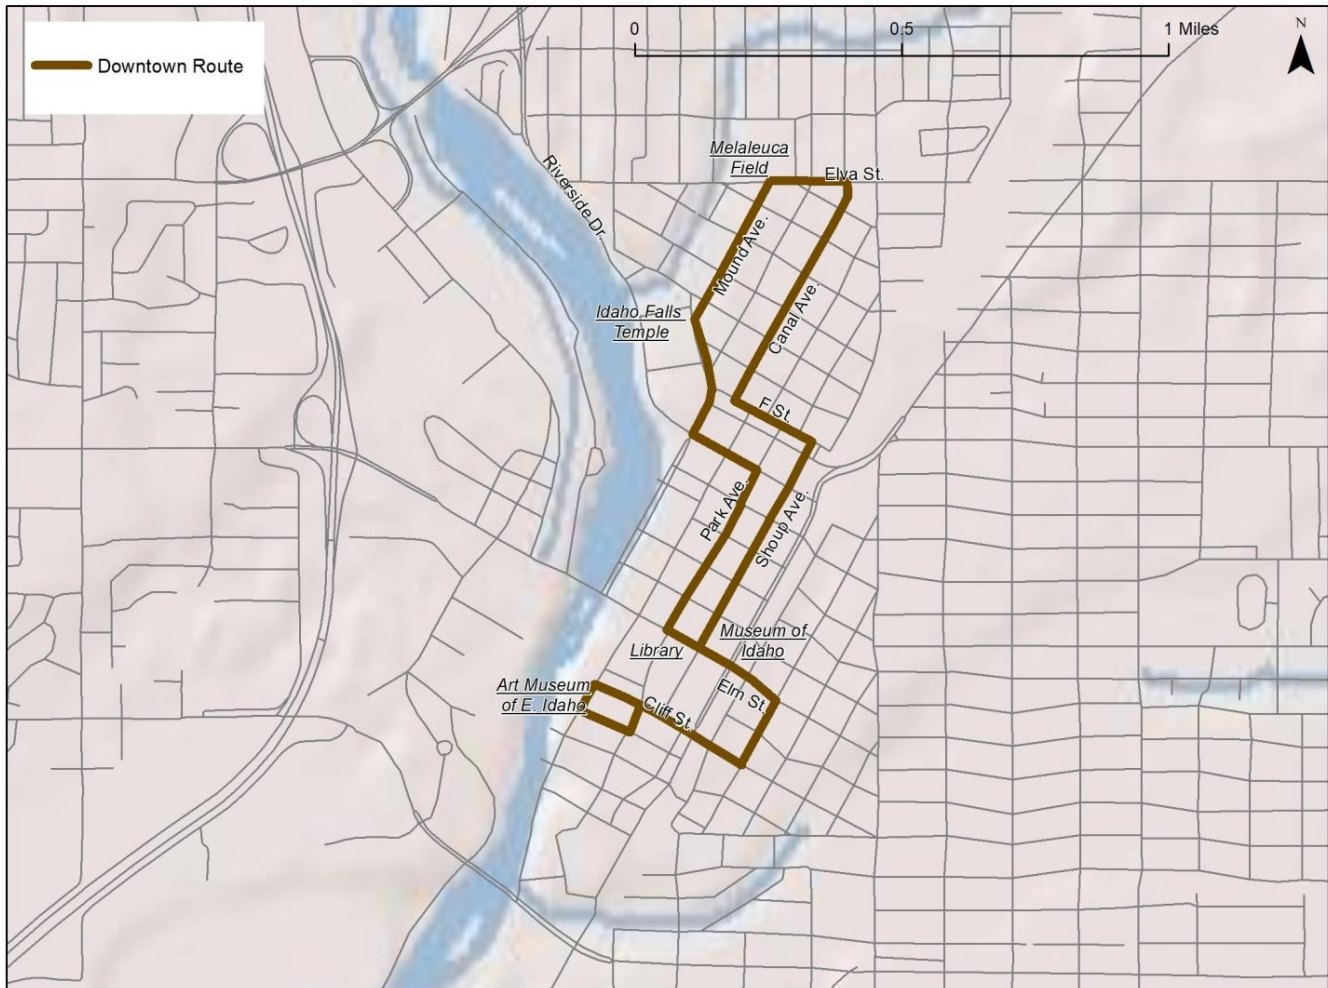 0 0.5 1 Miles
N
Downtown Route
Melaleuca
Field
Elva St.
Riverside Dr.
Mound Ave.
Idaho Falls
Temple
Canal Ave.
F St.
Park Ave.
Shoup Ave.
Museum of
Idaho
Library
Elm St.
Art Museum
of E. Idaho
Cliff St.